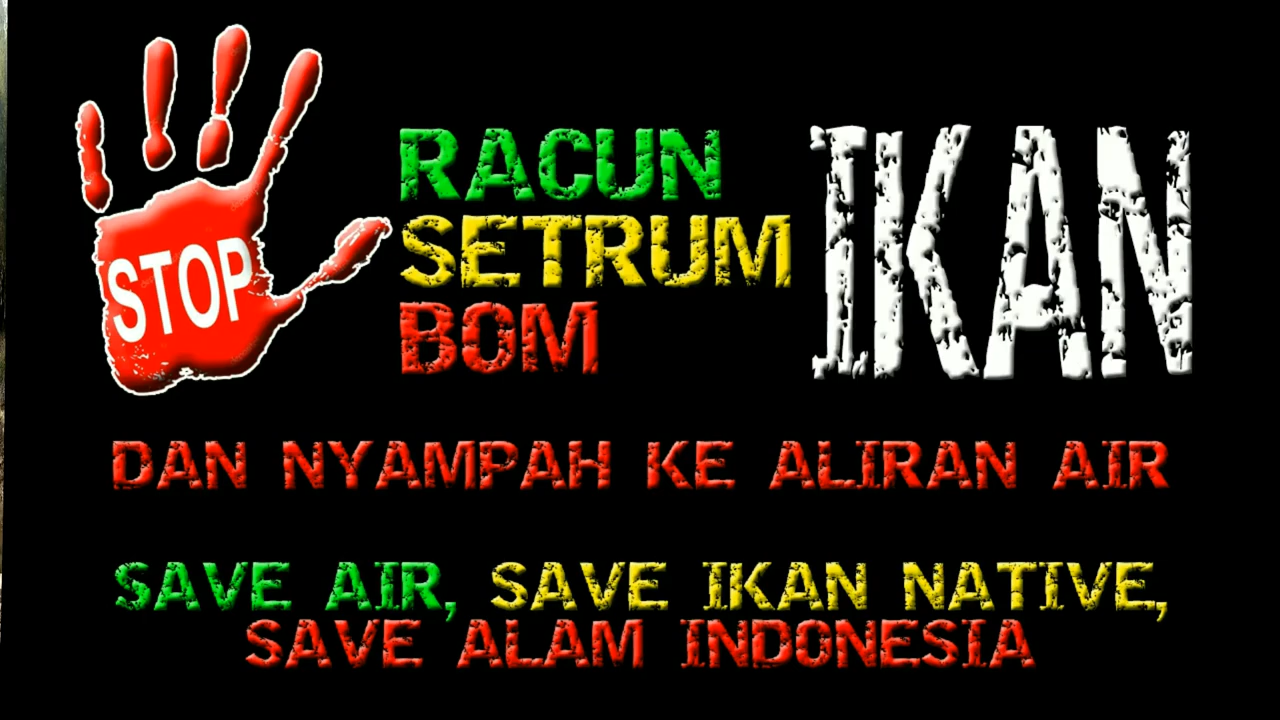 STOP
RACUN
SETRUM
BOM
IKAN
DAN NYAMPAH KE ALIRAN AIR
SAVE AIR, SAVE IKAN NATIVE,
SAVE ALAM INDONESIA